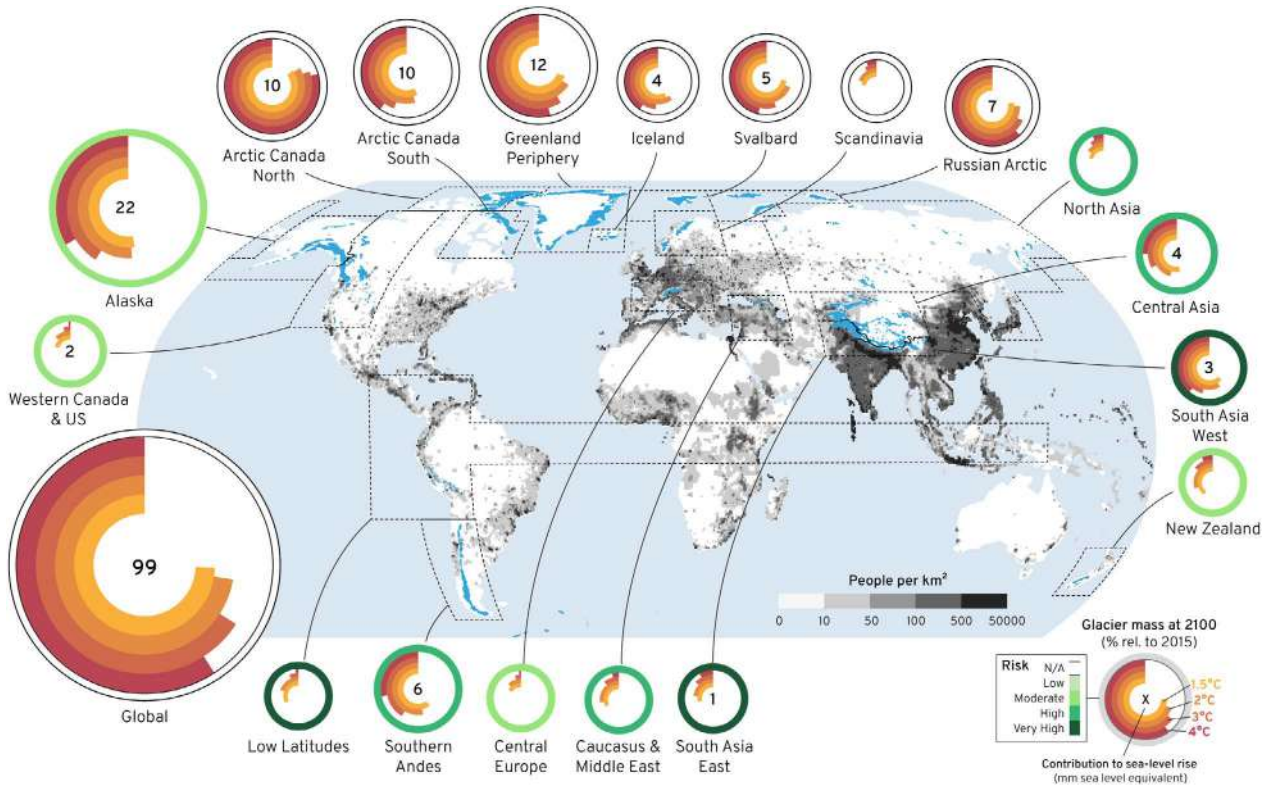 10
Arctic Canada
North
10
Arctic Canada
South
12
Greenland
Periphery
4
Iceland
5
Svalbard
Scandinavia
7
Russian Arctic
North Asia
22
Alaska
4
Central Asia
2
Western Canada
& US
3
South Asia
West
New Zealand
99
Global
People per km²
0 10 50 100 500 50000
Low Latitudes
6
Southern
Andes
Central
Europe
Caucasus &
Middle East
1
South Asia
East
Glacier mass at 2100
(% rel. to 2015)
Risk
N/A
Low
Moderate
High
Very High
X
1.5°C
2°C
3°C
4°C
Contribution to sea-level rise
(mm sea level equivalent)